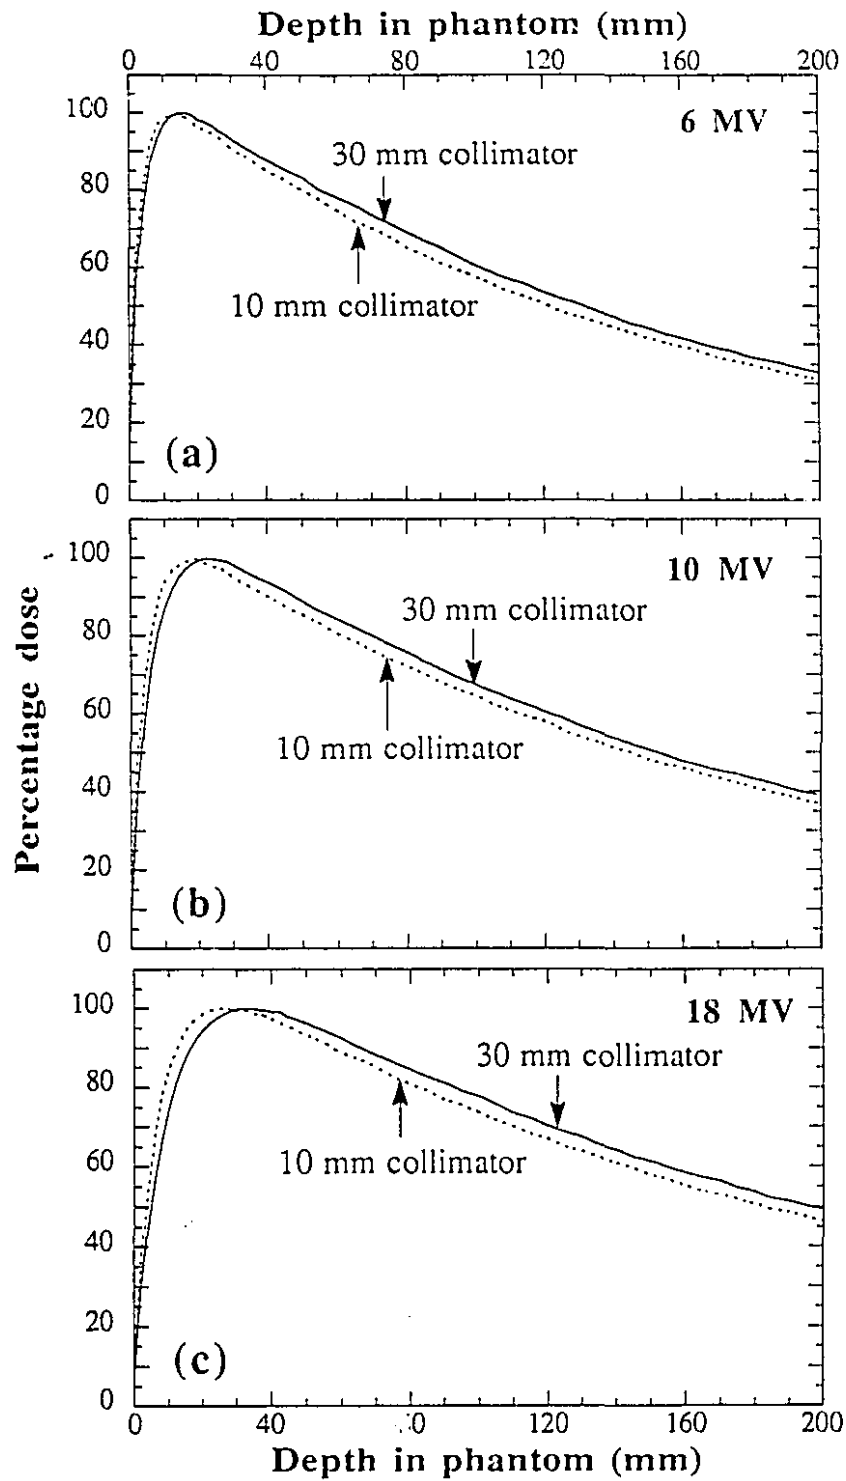 Depth in phantom (mm)
0 40 80 120 160 200
100
80
60
40
20
0
6 MV
30 mm collimator
10 mm collimator
(a)
Percentage dose
100
80
60
40
20
0
10 MV
30 mm collimator
10 mm collimator
(b)
100
80
60
40
20
0
18 MV
30 mm collimator
10 mm collimator
(c)
0 40 80 120 160 200
Depth in phantom (mm)